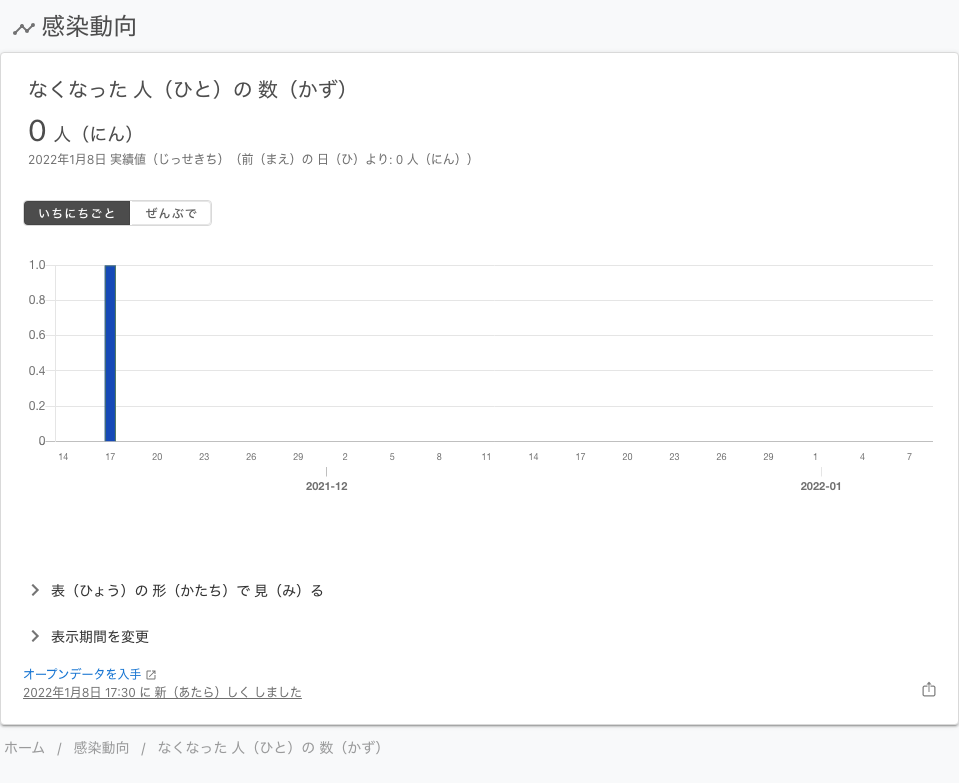 感染動向
なくなった 人（ひと）の 数（かず）
0 人（にん）
2022年1月8日 実績値（じっせきち）（前（まえ）の 日（ひ）より: 0 人（にん））
いちにちごと ぜんぶで
1.0
0.8
0.6
0.4
0.2
0
14 17 20 23 26 29 2 5 8 11 14 17 20 23 26 29 1 4 7
2021-12 2022-01
表（ひょう）の 形（かたち）で 見（み）る
表示期間を変更
オープンデータを入手
2022年1月8日 17:30 に 新（あたら）しく しました
ホーム / 感染動向 / なくなった 人（ひと）の 数（かず）